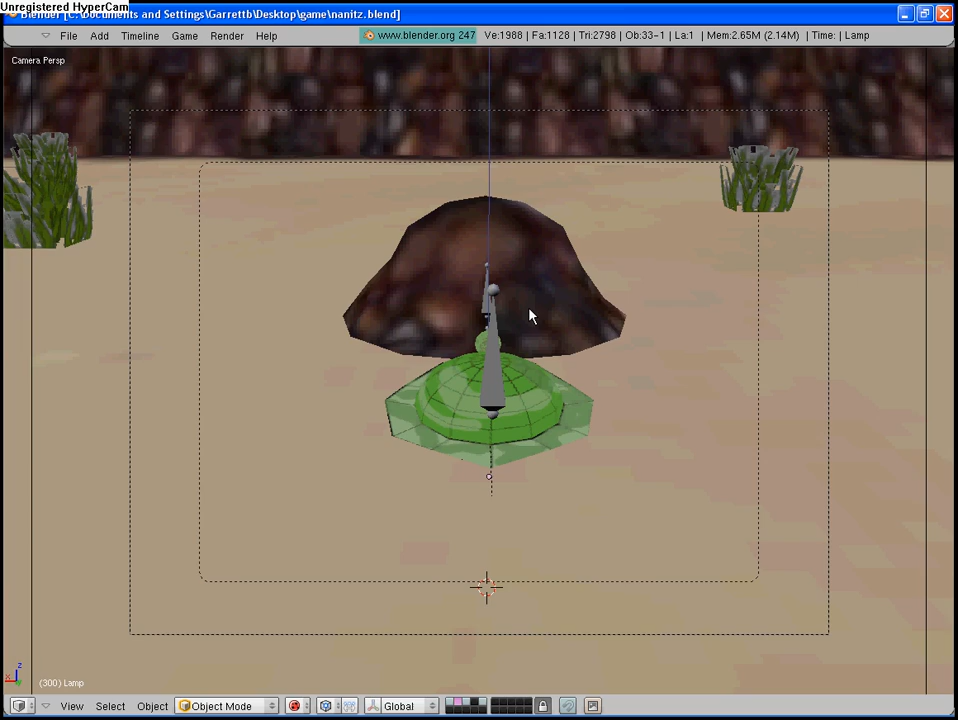 Unregistered HyperCam
Blender [C:\Documents and Settings\Garrettb\Desktop\game\nanitz.blend]
File Add Timeline Game Render Help www.blender.org 247 Ve:1988 | Fa:1128 | Tri:2798 | Ob:33-1 | La:1 | Mem:2.65M (2.14M) | Time: | Lamp
Camera Persp
z
x
(300) Lamp
View Select Object Object Mode Global